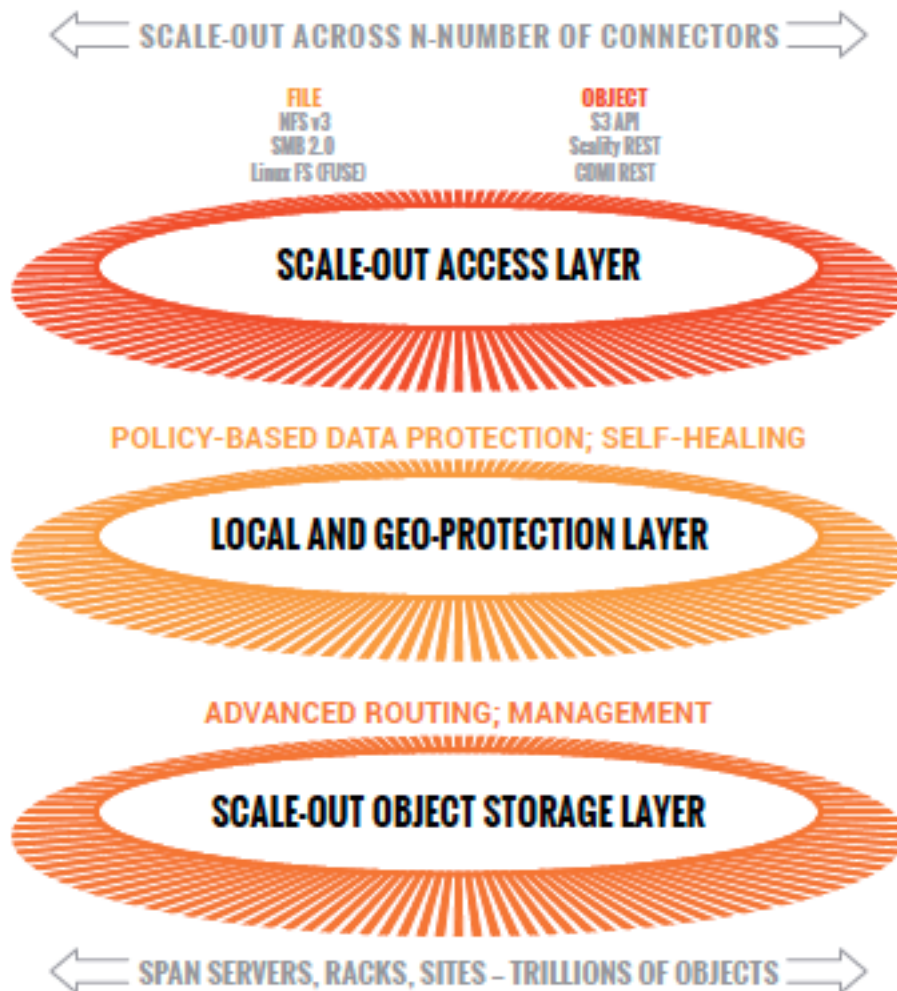 SCALE-OUT ACROSS N-NUMBER OF CONNECTORS
FILE
NFS v3
SMB 2.0
Linux FS (FUSE)
OBJECT
S3 API
Scality REST
CDMI REST
SCALE-OUT ACCESS LAYER
POLICY-BASED DATA PROTECTION; SELF-HEALING
LOCAL AND GEO-PROTECTION LAYER
ADVANCED ROUTING; MANAGEMENT
SCALE-OUT OBJECT STORAGE LAYER
SPAN SERVERS, RACKS, SITES – TRILLIONS OF OBJECTS